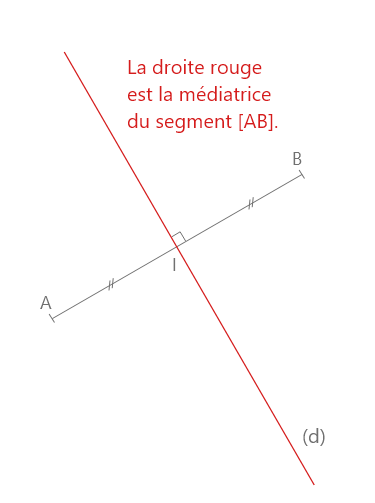 La droite rouge
est la médiatrice
du segment [AB].
B
I
A
(d)